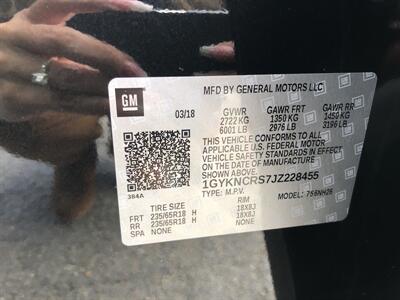 MFD BY GENERAL MOTORS LLC
GM
03/18
GVWR GAWR FRT GAWR RR
2722 KG 1350 KG 1450 KG
6001 LB 2976 LB 3196 LB
THIS VEHICLE CONFORMS TO ALL
APPLICABLE U.S. FEDERAL MOTOR
VEHICLE SAFETY STANDARDS IN EFFECT
ON THE DATE OF MANUFACTURE
SHOWN ABOVE.
1GYKNCRS7JZ228455
TYPE: M.P.V. MODEL:
384A
TIRE SIZE RIM
FRT 235/65R18 H 18X8J
RR 235/65R18 H 18X8J
SPA NONE NONE